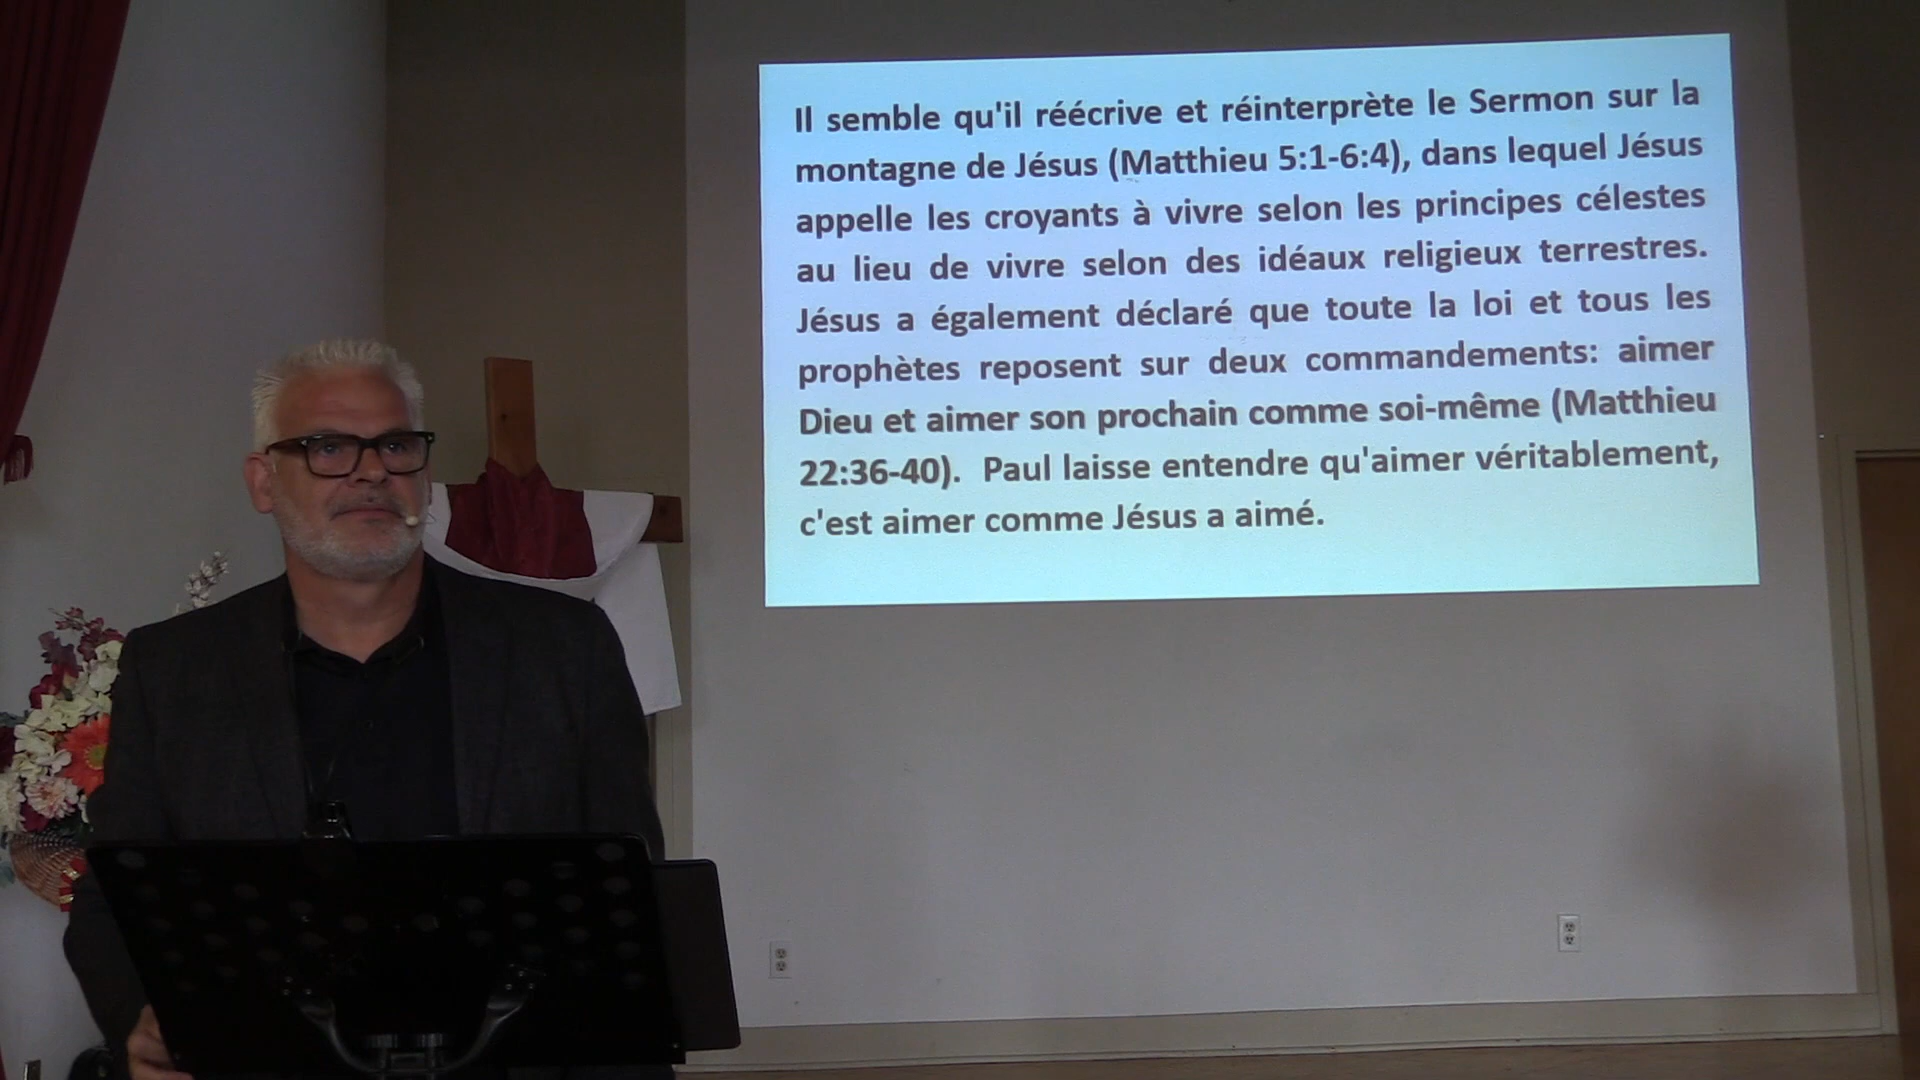 Il semble qu'il réécrive et réinterprète le Sermon sur la
montagne de Jésus (Matthieu 5:1-6:4), dans lequel Jésus
appelle les croyants à vivre selon les principes célestes
au lieu de vivre selon des idéaux religieux terrestres.
Jésus a également déclaré que toute la loi et tous les
prophètes reposent sur deux commandements: aimer
Dieu et aimer son prochain comme soi-même (Matthieu
22:36-40). Paul laisse entendre qu'aimer véritablement,
c'est aimer comme Jésus a aimé.